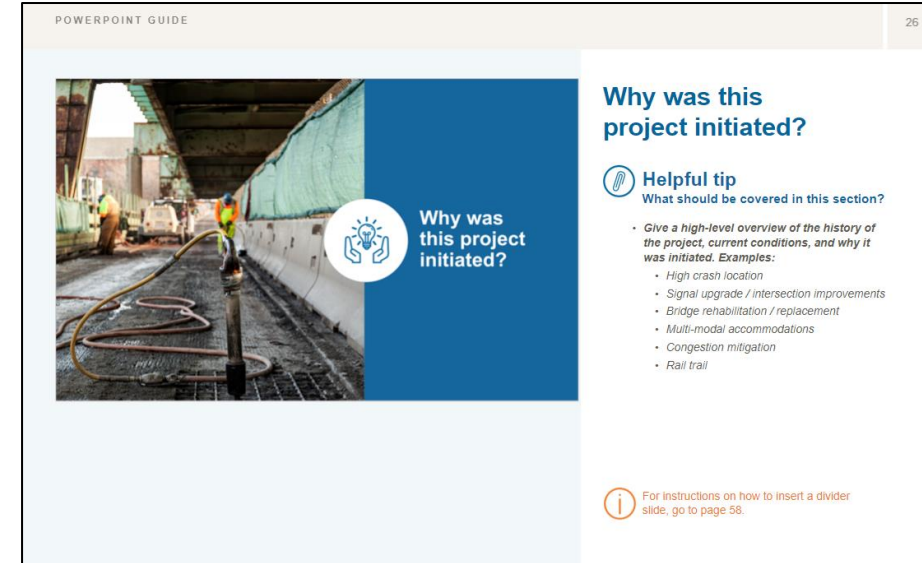 POWERPOINT GUIDE
26
Why was
this project
initiated?
Why was this
project initiated?
Helpful tip
What should be covered in this section?
• Give a high-level overview of the history of
the project, current conditions, and why it
was initiated. Examples:
• High crash location
• Signal upgrade / intersection improvements
• Bridge rehabilitation / replacement
• Multi-modal accommodations
• Congestion mitigation
• Rail trail
For instructions on how to insert a divider
slide, go to page 58.